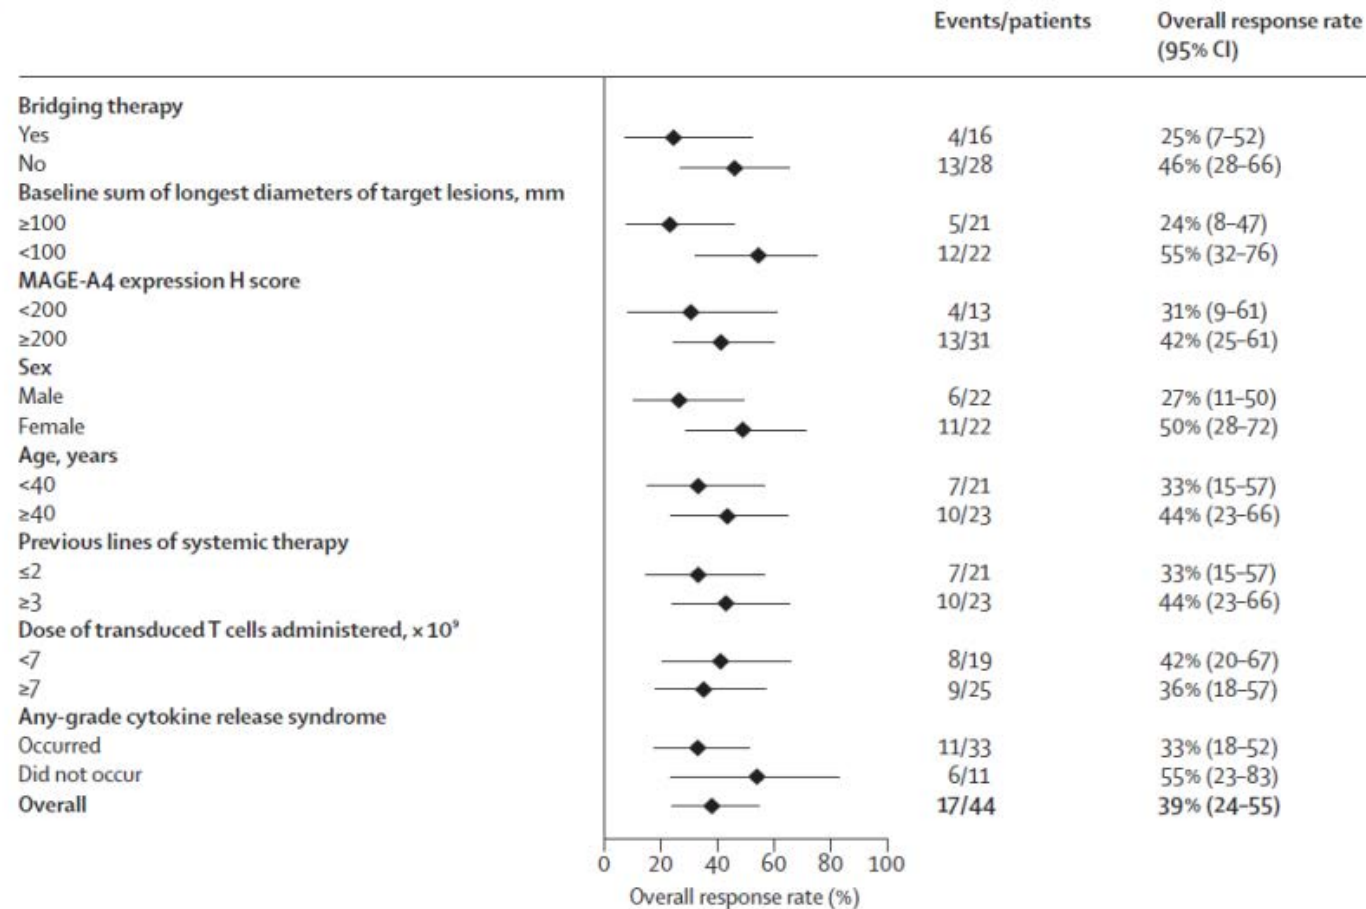 Events/patients Overall response rate
(95% CI)
Bridging therapy
Yes 4/16 25% (7–52)
No 13/28 46% (28–66)
Baseline sum of longest diameters of target lesions, mm
≥100 5/21 24% (8–47)
<100 12/22 55% (32–76)
MAGE-A4 expression H score
<200 4/13 31% (9–61)
≥200 13/31 42% (25–61)
Sex
Male 6/22 27% (11–50)
Female 11/22 50% (28–72)
Age, years
<40 7/21 33% (15–57)
≥40 10/23 44% (23–66)
Previous lines of systemic therapy
≤2 7/21 33% (15–57)
≥3 10/23 44% (23–66)
Dose of transduced T cells administered, × 10⁹
<7 8/19 42% (20–67)
≥7 9/25 36% (18–57)
Any-grade cytokine release syndrome
Occurred 11/33 33% (18–52)
Did not occur 6/11 55% (23–83)
Overall 17/44 39% (24–55)
0 20 40 60 80 100
Overall response rate (%)